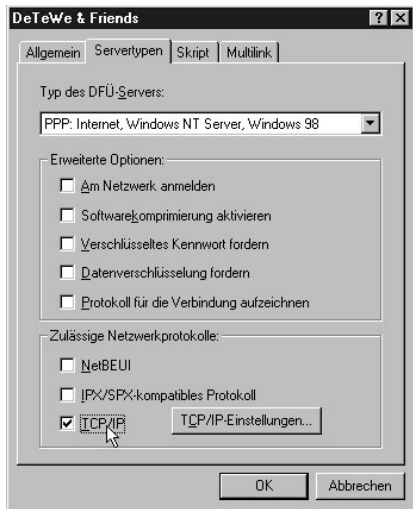 DeTeWe & Friends
Allgemein Servertypen Skript Multilink
Typ des DFÜ-Servers:
PPP: Internet, Windows NT Server, Windows 98
Erweiterte Optionen:
Am Netzwerk anmelden
Softwarekomprimierung aktivieren
Verschlüsseltes Kennwort fordern
Datenverschlüsselung fordern
Protokoll für die Verbindung aufzeichnen
Zulässige Netzwerkprotokolle:
NetBEUI
IPX/SPX-kompatibles Protokoll
TCP/IP TCP/IP-Einstellungen...
OK Abbrechen